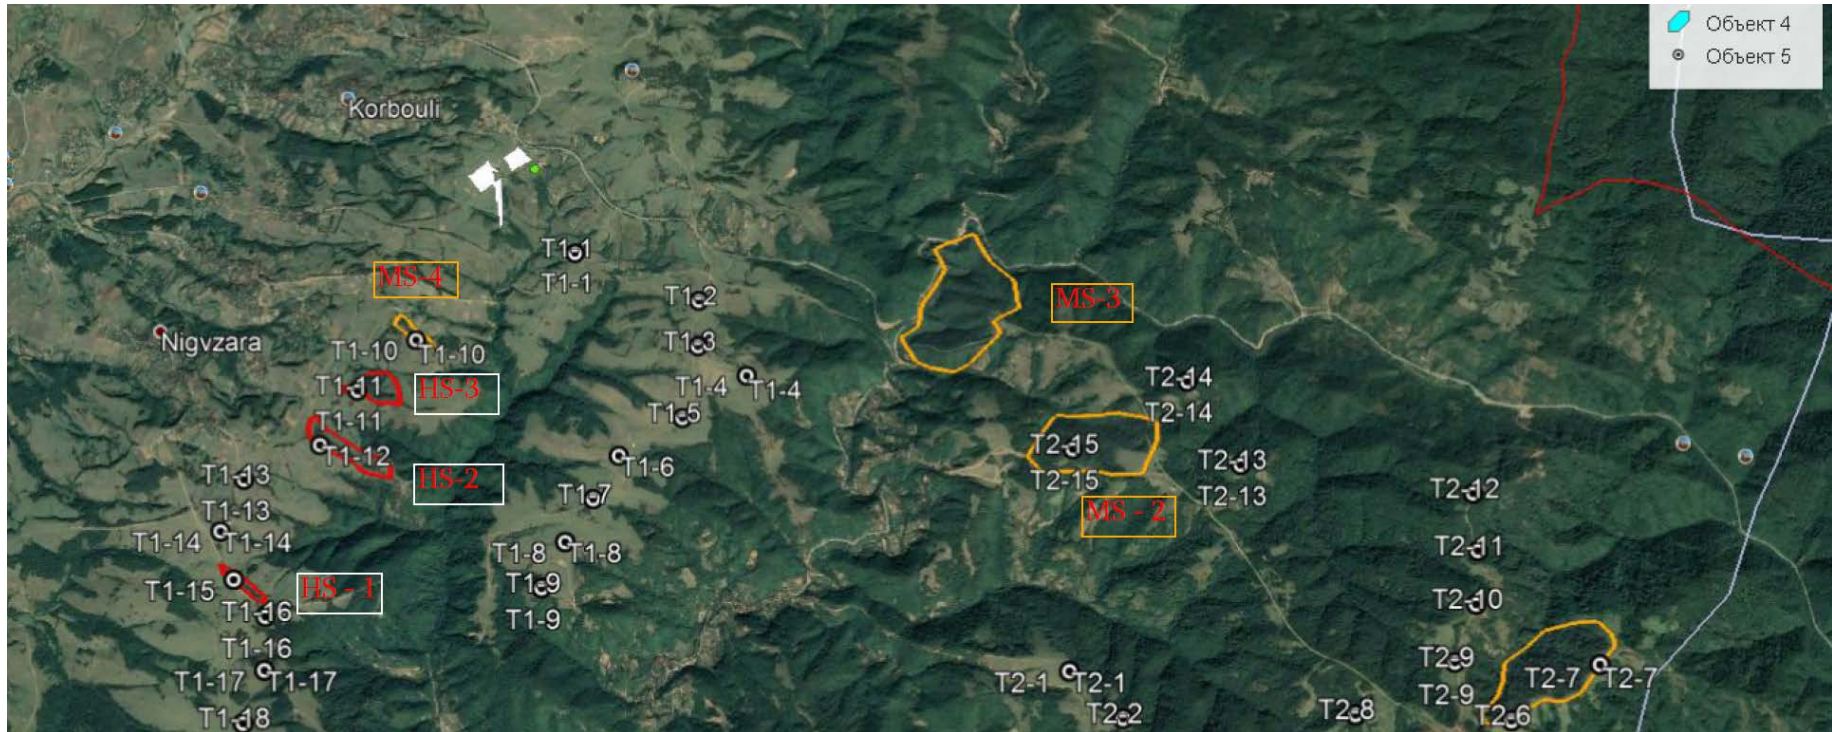 Объект 4
Объект 5
Korbouli
T1-1
T1-1
MS-4
T1-2
MS-3
Nigvzara
T1-10
T1-10
T1-3
T1-11
HS-3
T1-4
T1-4
T2-14
T1-11
T1-5
T2-14
T1-12
T2-15
T1-6
T2-13
T1-13
HS-2
T2-15
T2-12
T1-7
T2-13
T1-13
MS - 2
T1-14
T1-14
T1-8
T1-8
T2-11
T1-15
HS - 1
T1-9
T2-10
T1-16
T1-9
T1-16
T2-9
T1-17
T1-17
T2-1
T2-1
T2-7
T2-7
T2-9
T1-18
T2-2
T2-8
T2-6